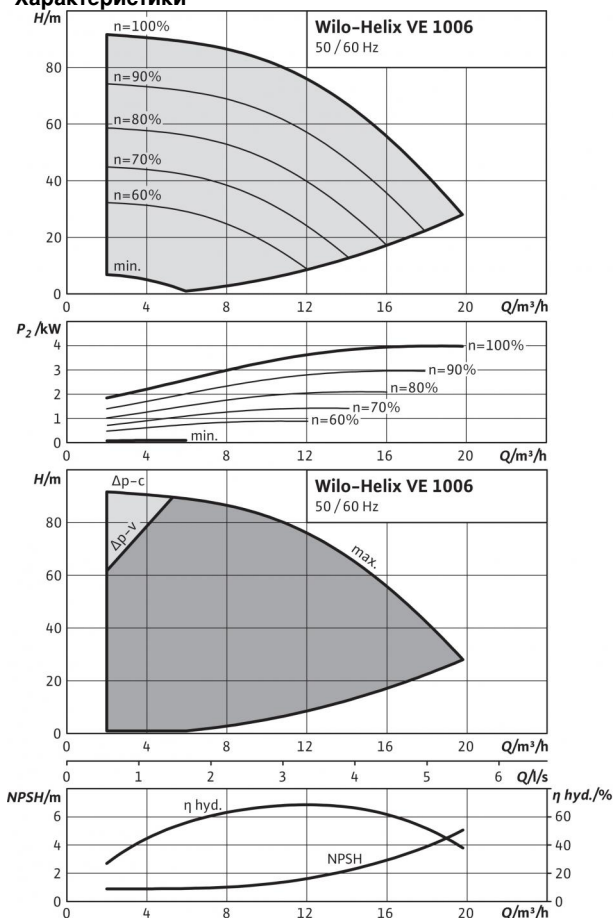 Характеристики
H/m
n=100%
Wilo-Helix VE 1006
50 / 60 Hz
80
n=90%
60
n=80%
n=70%
40
n=60%
20
min.
0
0 4 8 12 16 20 Q/m³/h
P₂ /kW
4
n=100%
3
n=90%
2
n=80%
n=70%
1
n=60%
min.
0
0 4 8 12 16 20 Q/m³/h
H/m
Δp-c
Wilo-Helix VE 1006
50 / 60 Hz
80
Δp-v
max.
60
40
20
0
0 4 8 12 16 20 Q/m³/h
0 1 2 3 4 5 6 Q/l/s
NPSH/m
η hyd./%
η hyd.
6 60
4 40
NPSH
2 20
0 0
0 4 8 12 16 20 Q/m³/h